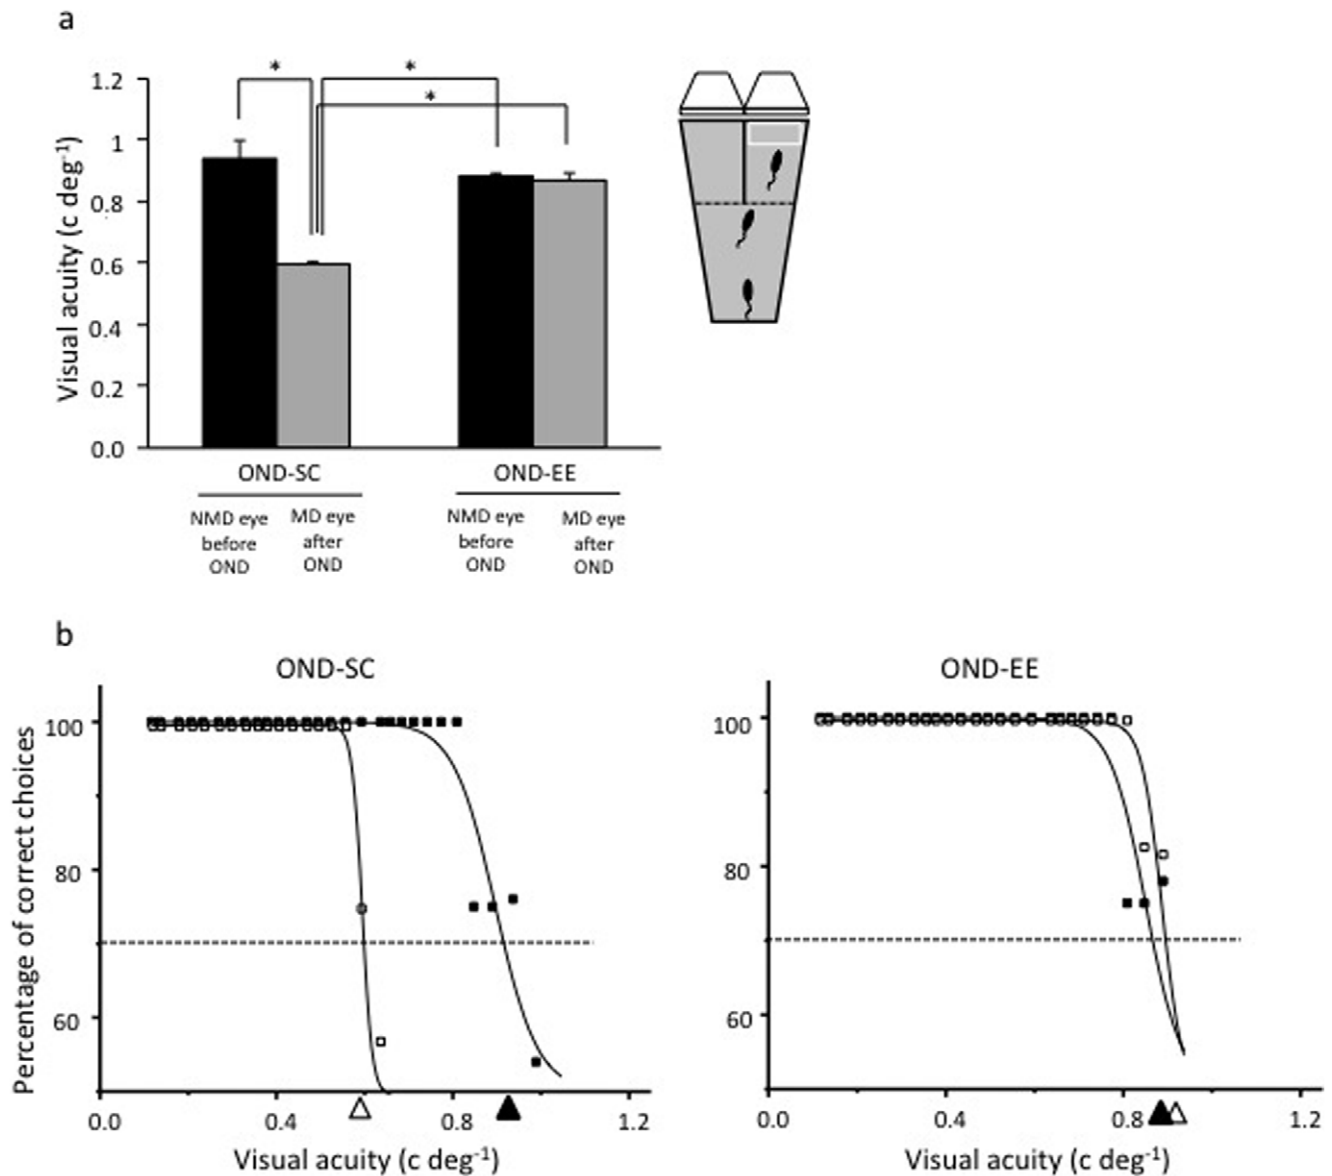 a
* * *
1.2
1
0.8
0.6
0.4
0.2
0.0
Visual acuity (c deg-1)
OND-SC OND-EE
NMD eye MD eye NMD eye MD eye
before after before after
OND OND OND OND
b
OND-SC OND-EE
100 100
80 80
60 60
Percentage of correct choices
0.0 0.4 0.8 1.2 0.0 0.4 0.8 1.2
Visual acuity (c deg-1) Visual acuity (c deg-1)